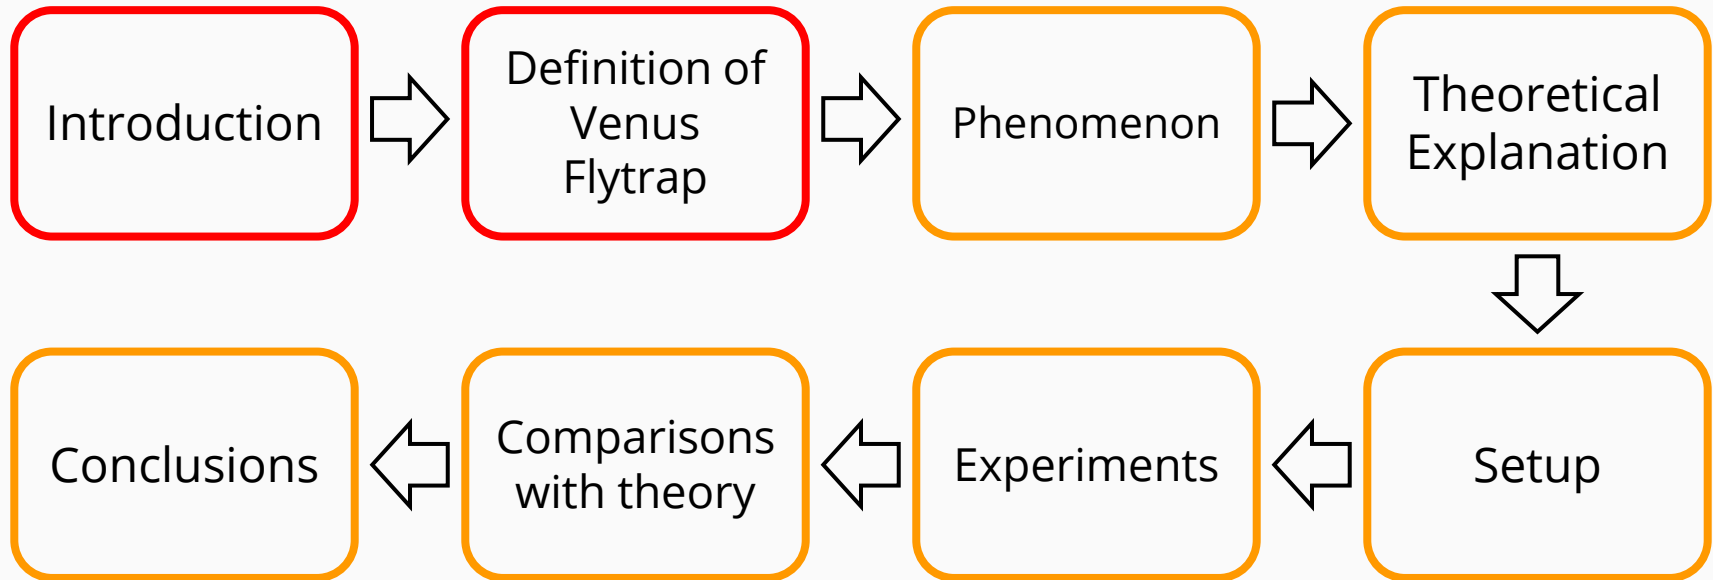 Introduction
Definition of
Venus
Flytrap
Phenomenon
Theoretical
Explanation
Setup
Experiments
Comparisons
with theory
Conclusions